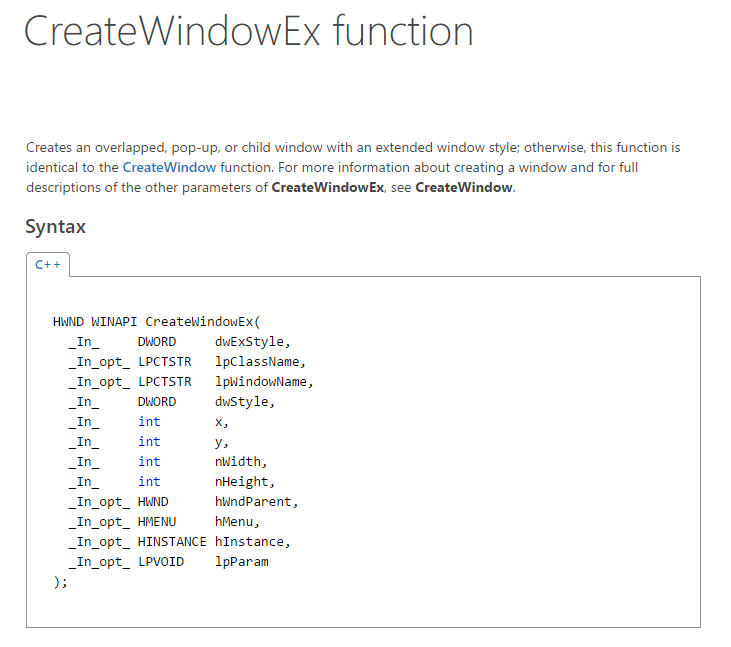 CreateWindowEx function
Creates an overlapped, pop-up, or child window with an extended window style; otherwise, this function is
identical to the CreateWindow function. For more information about creating a window and for full
descriptions of the other parameters of CreateWindowEx, see CreateWindow.
Syntax
C++
HWND WINAPI CreateWindowEx(
  _In_     DWORD     dwExStyle,
  _In_opt_ LPCTSTR   lpClassName,
  _In_opt_ LPCTSTR   lpWindowName,
  _In_     DWORD     dwStyle,
  _In_     int       x,
  _In_     int       y,
  _In_     int       nWidth,
  _In_     int       nHeight,
  _In_opt_ HWND      hWndParent,
  _In_opt_ HMENU     hMenu,
  _In_opt_ HINSTANCE hInstance,
  _In_opt_ LPVOID    lpParam
);